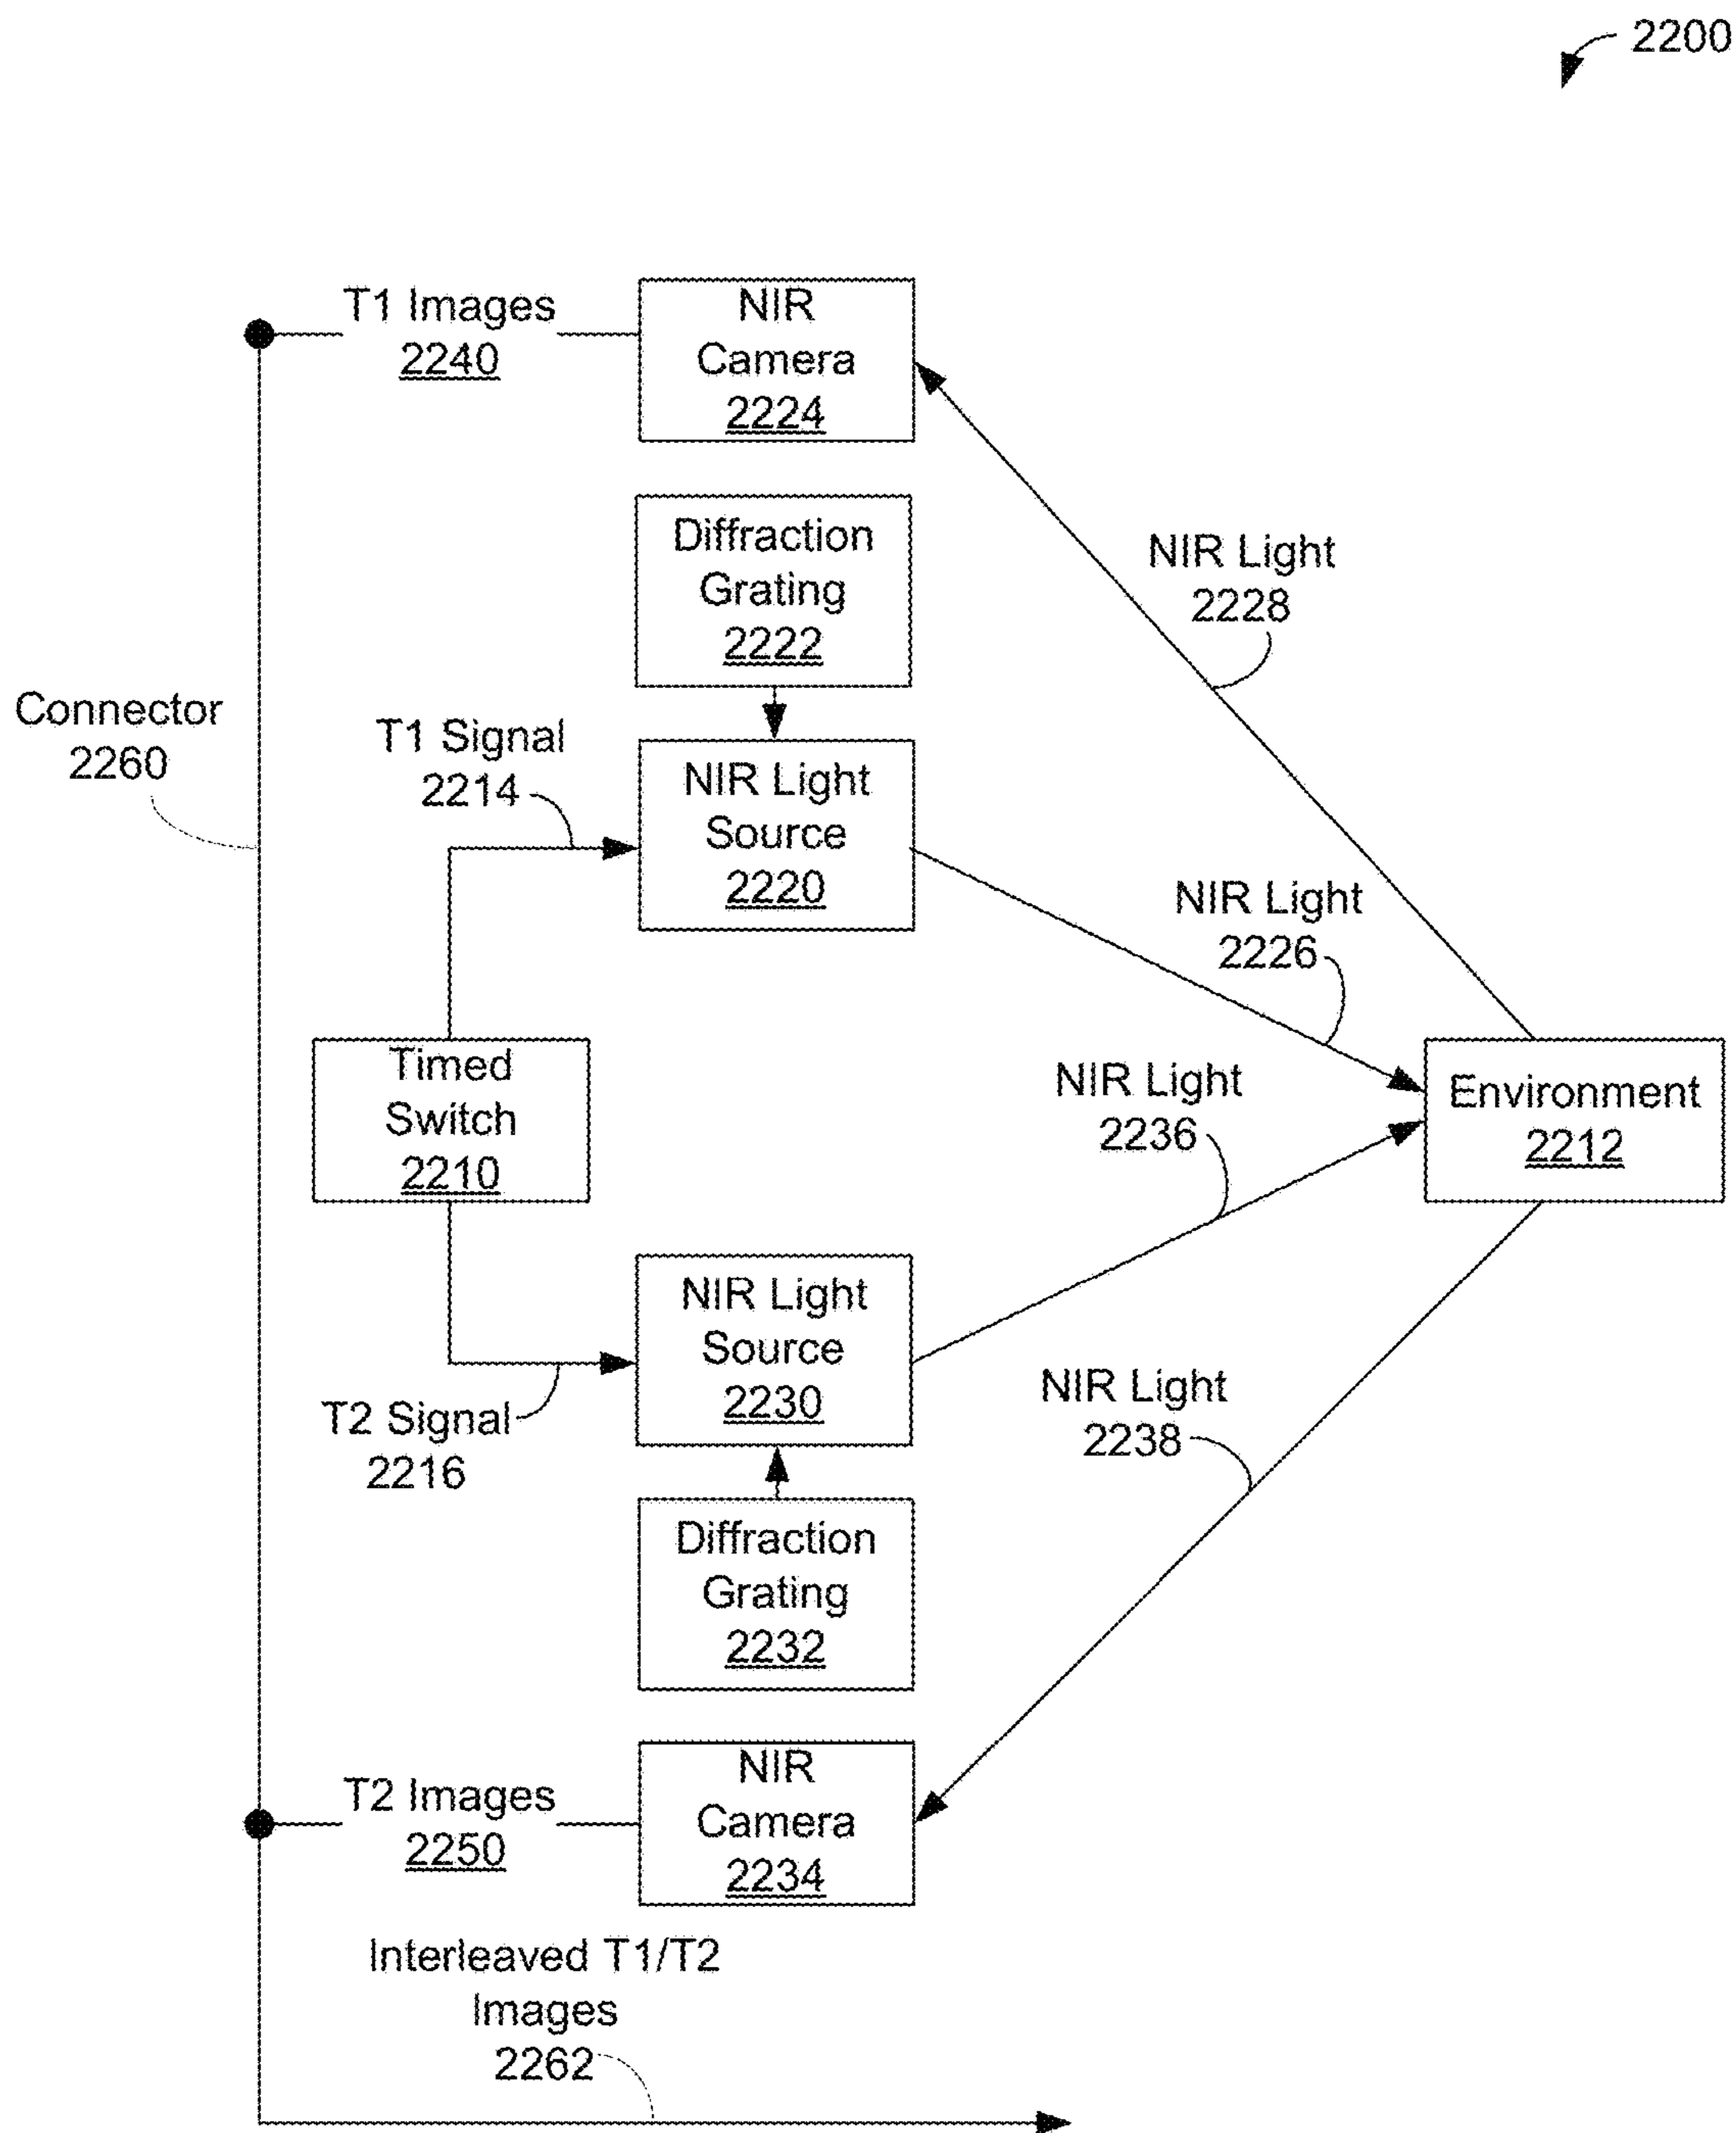 2200
T1 Images
2240
NIR
Camera
2224
Diffraction
Grating
2222
NIR Light
2228
Connector
2260
T1 Signal
2214
NIR Light
Source
2220
NIR Light
2226
Timed
Switch
2210
NIR Light
2236
Environment
2212
NIR Light
Source
2230
T2 Signal
2216
NIR Light
2238
Diffraction
Grating
2232
T2 Images
2250
NIR
Camera
2234
Interleaved T1/T2
Images
2262